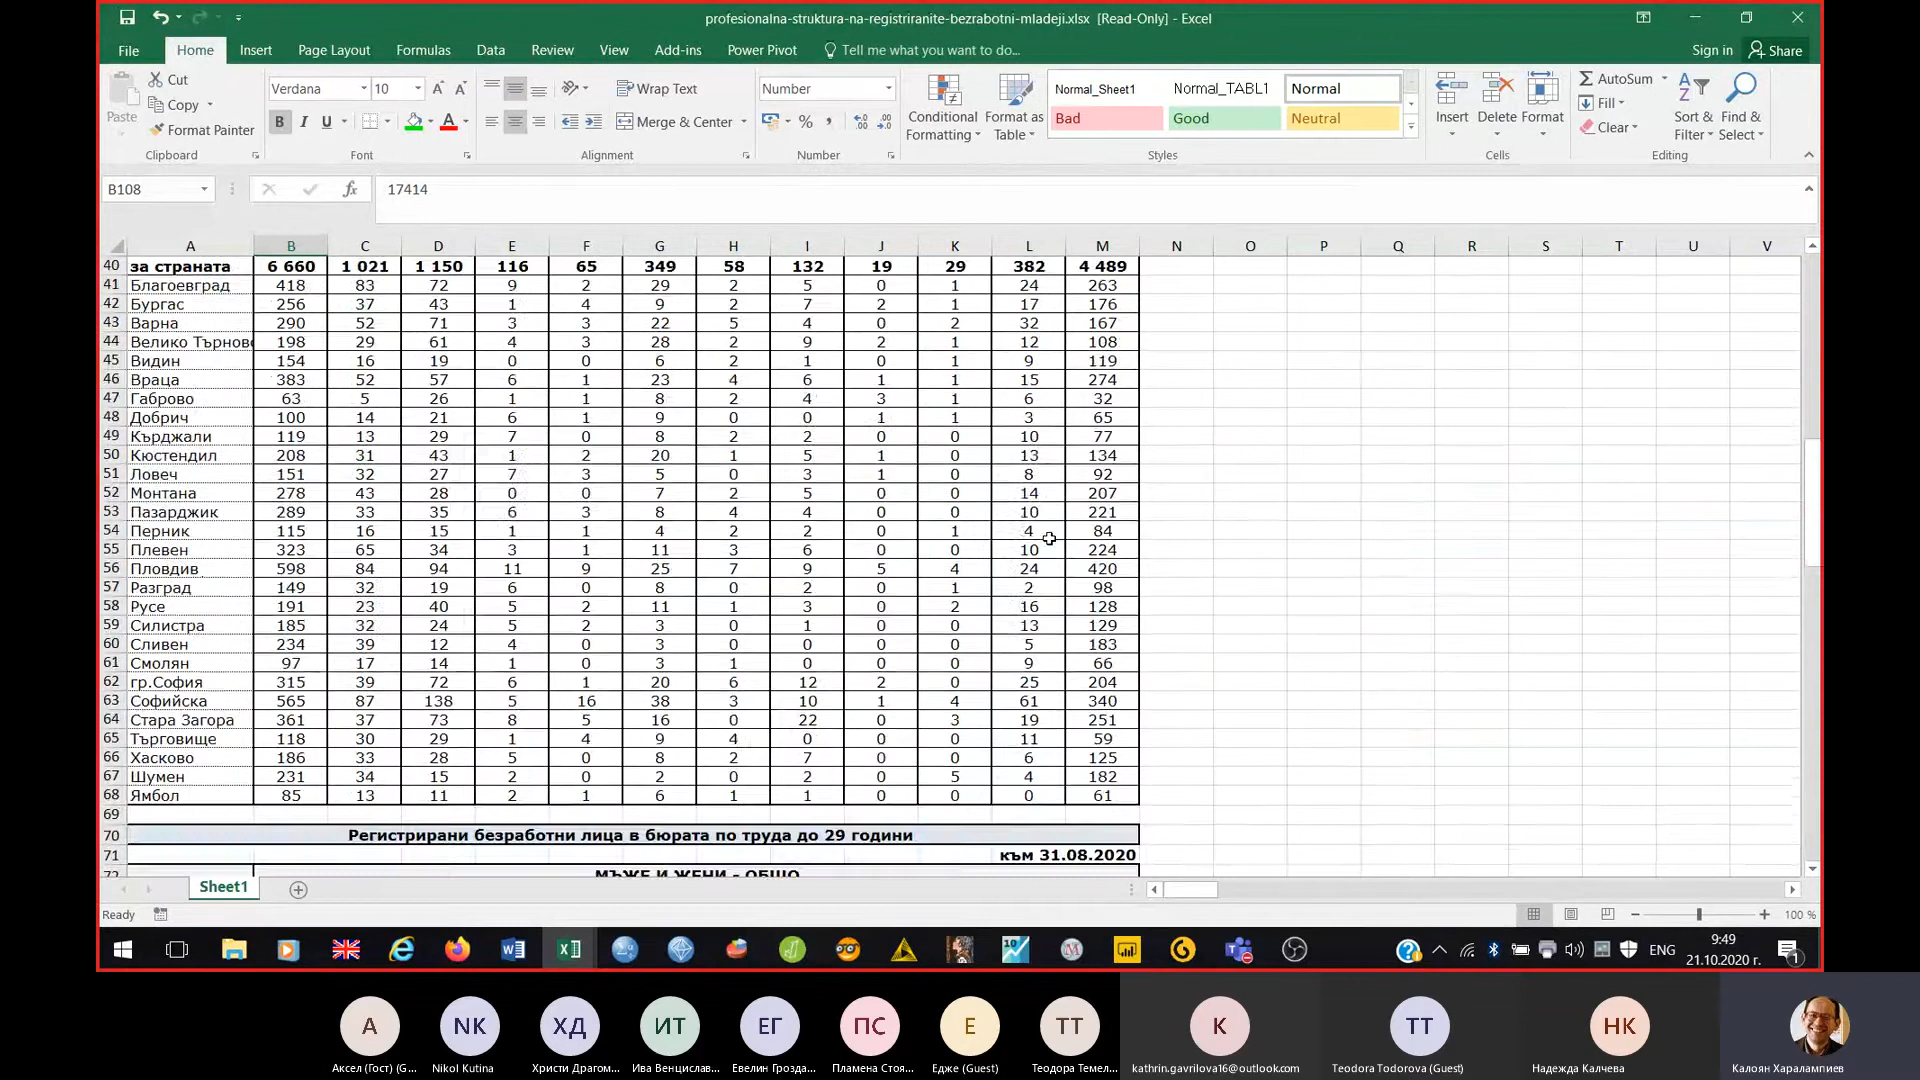 profesionalna-struktura-na-registriranite-bezrabotni-mladeji.xlsx [Read-Only] - Excel
File Home Insert Page Layout Formulas Data Review View Add-ins Power Pivot Tell me what you want to do... Sign in Share
Cut
Copy
Format Painter
Paste
Verdana 10
B I U
Wrap Text
Merge & Center
Number
%
Conditional Formatting
Format as Table
Normal_Sheet1 Normal_TABL1 Normal
Bad Good Neutral
Insert Delete Format
AutoSum
Fill
Clear
Sort & Filter
Find & Select
Clipboard Font Alignment Number Styles Cells Editing
B108 fx 17414
A B C D E F G H I J K L M N O P Q R S T U V
40 за страната 6 660 1 021 1 150 116 65 349 58 132 19 29 382 4 489
41 Благоевград 418 83 72 9 2 29 2 5 0 1 24 263
42 Бургас 256 37 43 1 4 9 2 7 2 1 17 176
43 Варна 290 52 71 3 3 22 5 4 0 2 32 167
44 Велико Търново 198 29 61 4 3 28 2 9 2 1 12 108
45 Видин 154 16 19 0 0 6 2 1 0 1 9 119
46 Враца 383 52 57 6 1 23 4 6 1 1 15 274
47 Габрово 63 5 26 1 1 8 2 4 3 1 6 32
48 Добрич 100 14 21 6 1 9 0 0 1 1 3 65
49 Кърджали 119 13 29 7 0 8 2 2 0 0 10 77
50 Кюстендил 208 31 43 1 2 20 1 5 1 0 13 134
51 Ловеч 151 32 27 7 3 5 0 3 1 0 8 92
52 Монтана 278 43 28 0 0 7 2 5 0 0 14 207
53 Пазарджик 289 33 35 6 3 8 4 4 0 0 10 221
54 Перник 115 16 15 1 1 4 2 2 0 1 4 84
55 Плевен 323 65 34 3 1 11 3 6 0 0 10 224
56 Пловдив 598 84 94 11 9 25 7 9 5 4 24 420
57 Разград 149 32 19 6 0 8 0 2 0 1 2 98
58 Русе 191 23 40 5 2 11 1 3 0 2 16 128
59 Силистра 185 32 24 5 2 3 0 1 0 0 13 129
60 Сливен 234 39 12 4 0 3 0 0 0 0 5 183
61 Смолян 97 17 14 1 0 3 1 0 0 0 9 66
62 гр.София 315 39 72 6 1 20 6 12 2 0 25 204
63 Софийска 565 87 138 5 16 38 3 10 1 4 61 340
64 Стара Загора 361 37 73 8 5 16 0 22 0 3 19 251
65 Търговище 118 30 29 1 4 9 4 0 0 0 11 59
66 Хасково 186 33 28 5 0 8 2 7 0 0 6 125
67 Шумен 231 34 15 2 0 2 0 2 0 5 4 182
68 Ямбол 85 13 11 2 1 6 1 1 0 0 0 61
69
70 Регистрирани безработни лица в бюрата по труда до 29 години
71 към 31.08.2020
72 МЪЖЕ И ЖЕНИ - ОБЩО
Sheet1
Ready 100 %
ENG 9:49
21.10.2020 г. 1
A NK ХД ИТ ЕГ ПС E ТТ K TT НК
Аксел (Гост) (G... Nikol Kutina Христи Драгом... Ива Венцислав... Евелин Грозда... Пламена Стоя... Едже (Guest) Теодора Темел... kathrin.gavrilova16@outlook.com Teodora Todorova (Guest) Надежда Калчева Калоян Харалампиев